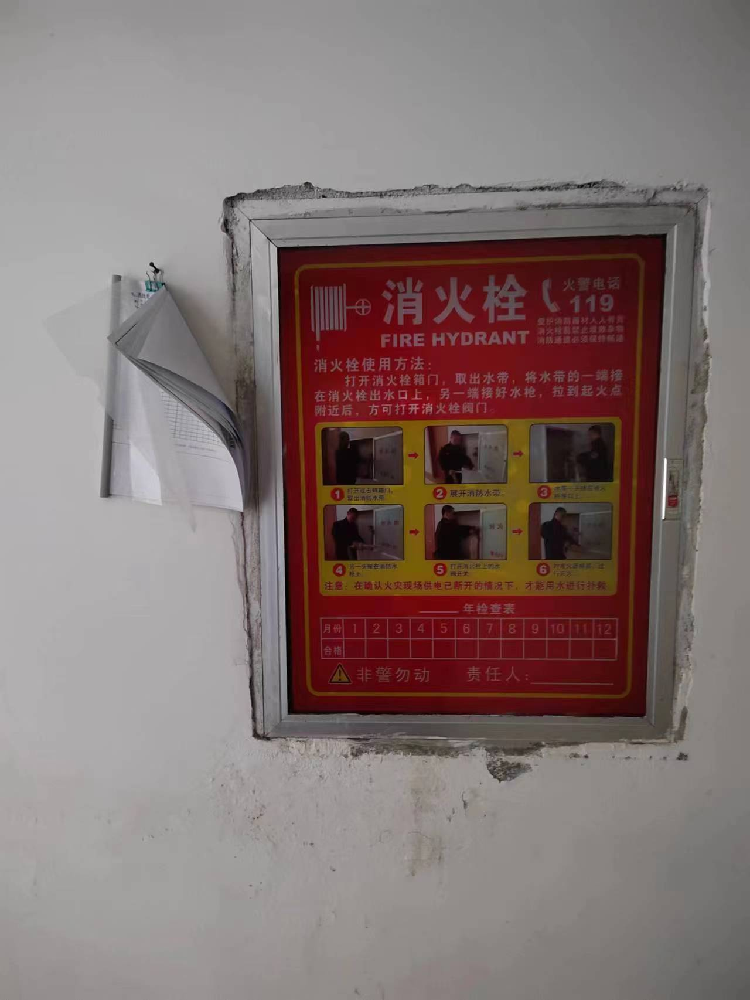 消火栓
FIRE HYDRANT
火警电话
119
爱护消防器材人人有责
消火栓前禁止堆放杂物
消防通道必须保持畅通
消火栓使用方法：
打开消火栓箱门，取出水带，将水带的一端接
在消火栓出水口上，另一端接好水枪，拉到起火点
附近后，方可打开消火栓阀门。
1 打开或击碎箱门，
取出消防水带
2 展开消防水带。
3 水带一头接在消火
栓接口上
4 另一头接在消防水
枪上
5 打开消火栓上的水
阀开关
6 对准火源根部，进
行灭火
注意：在确认火灾现场供电已断开的情况下，才能用水进行扑救
年检查表
月份 1 2 3 4 5 6 7 8 9 10 11 12
合格
非警勿动 责任人：